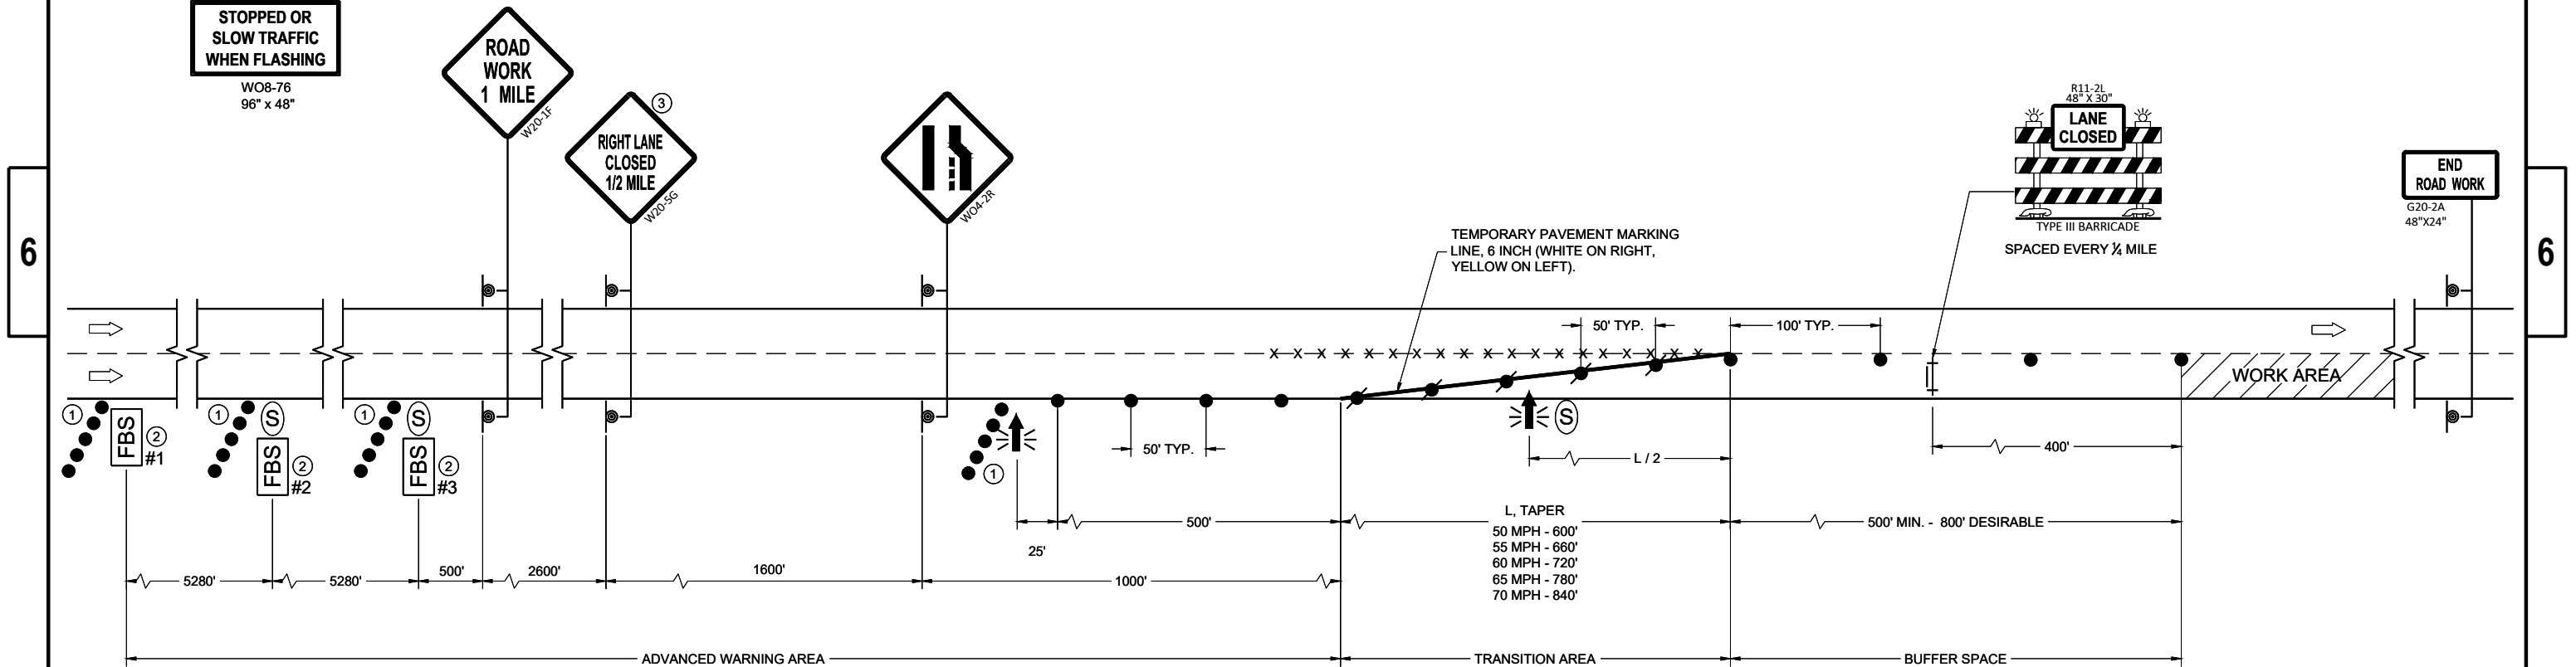 STOPPED OR
SLOW TRAFFIC
WHEN FLASHING
WO8-76
96" x 48"
ROAD
WORK
1 MILE
W20-1F
3
RIGHT LANE
CLOSED
1/2 MILE
W20-5G
WO4-2R
R11-2L
48" X 30"
LANE
CLOSED
TYPE III BARRICADE
SPACED EVERY ¼ MILE
END
ROAD WORK
G20-2A
48"X24"
6
6
TEMPORARY PAVEMENT MARKING
LINE, 6 INCH (WHITE ON RIGHT,
YELLOW ON LEFT).
50' TYP.
100' TYP.
X X X X X X X X X X X X X X X X X X X
WORK AREA
1
FBS
2
#1
1
S
FBS
2
#2
1
S
FBS
2
#3
1
50' TYP.
S
L / 2
400'
25'
500'
L, TAPER
50 MPH - 600'
55 MPH - 660'
60 MPH - 720'
65 MPH - 780'
70 MPH - 840'
500' MIN. - 800' DESIRABLE
5280'
5280'
500'
2600'
1600'
1000'
ADVANCED WARNING AREA
TRANSITION AREA
BUFFER SPACE